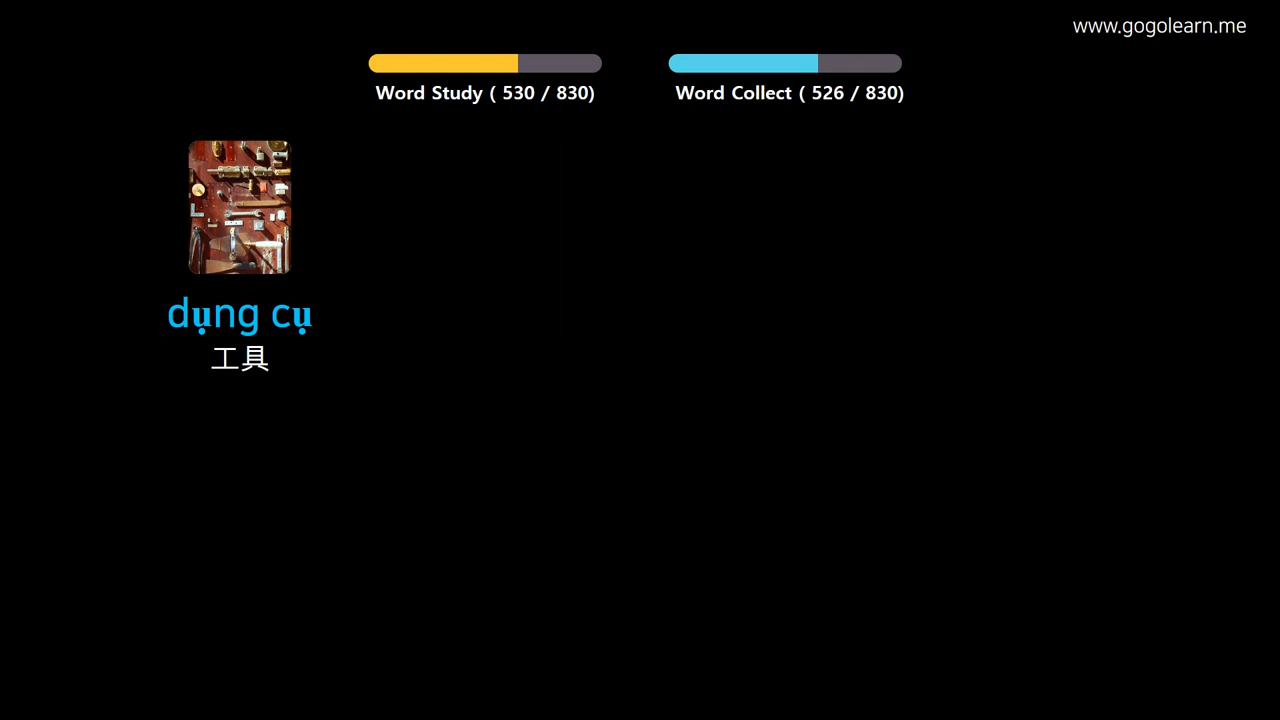 www.gogolearn.me
Word Study ( 530 / 830)
Word Collect ( 526 / 830)
dụng cụ
工具